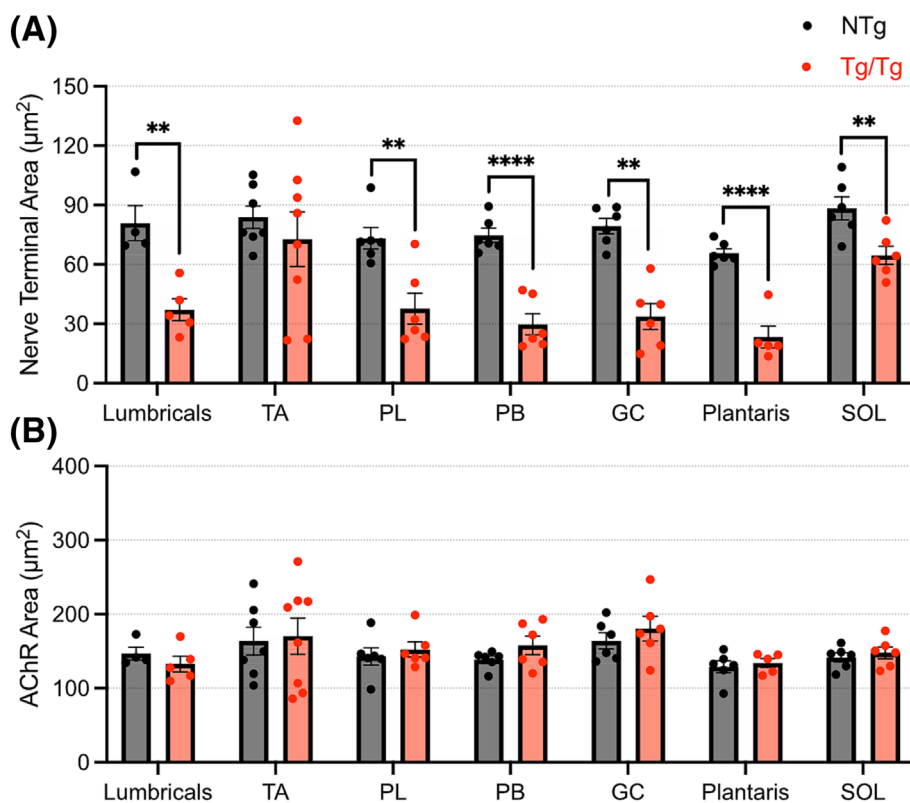 (A)
NTg
Tg/Tg
Nerve Terminal Area (µm²)
150
120
90
60
30
0
** ** **** ** **** **
Lumbricals TA PL PB GC Plantaris SOL
(B)
AChR Area (µm²)
400
300
200
100
0
Lumbricals TA PL PB GC Plantaris SOL